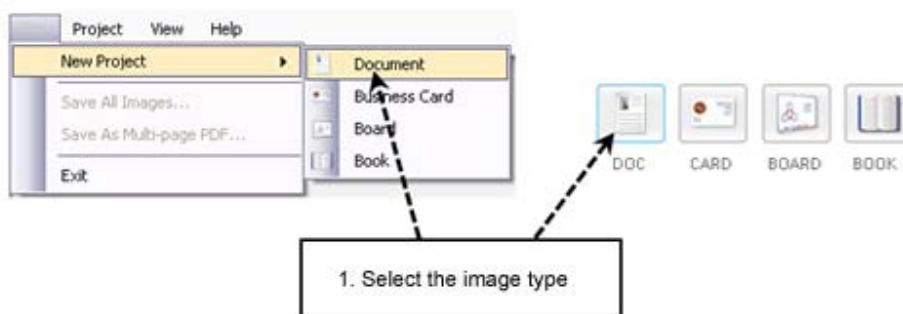 Project View Help
New Project
Document
Save All Images...
Business Card
Save As Multi-page PDF...
Board
Exit
Book
DOC CARD BOARD BOOK
1. Select the image type